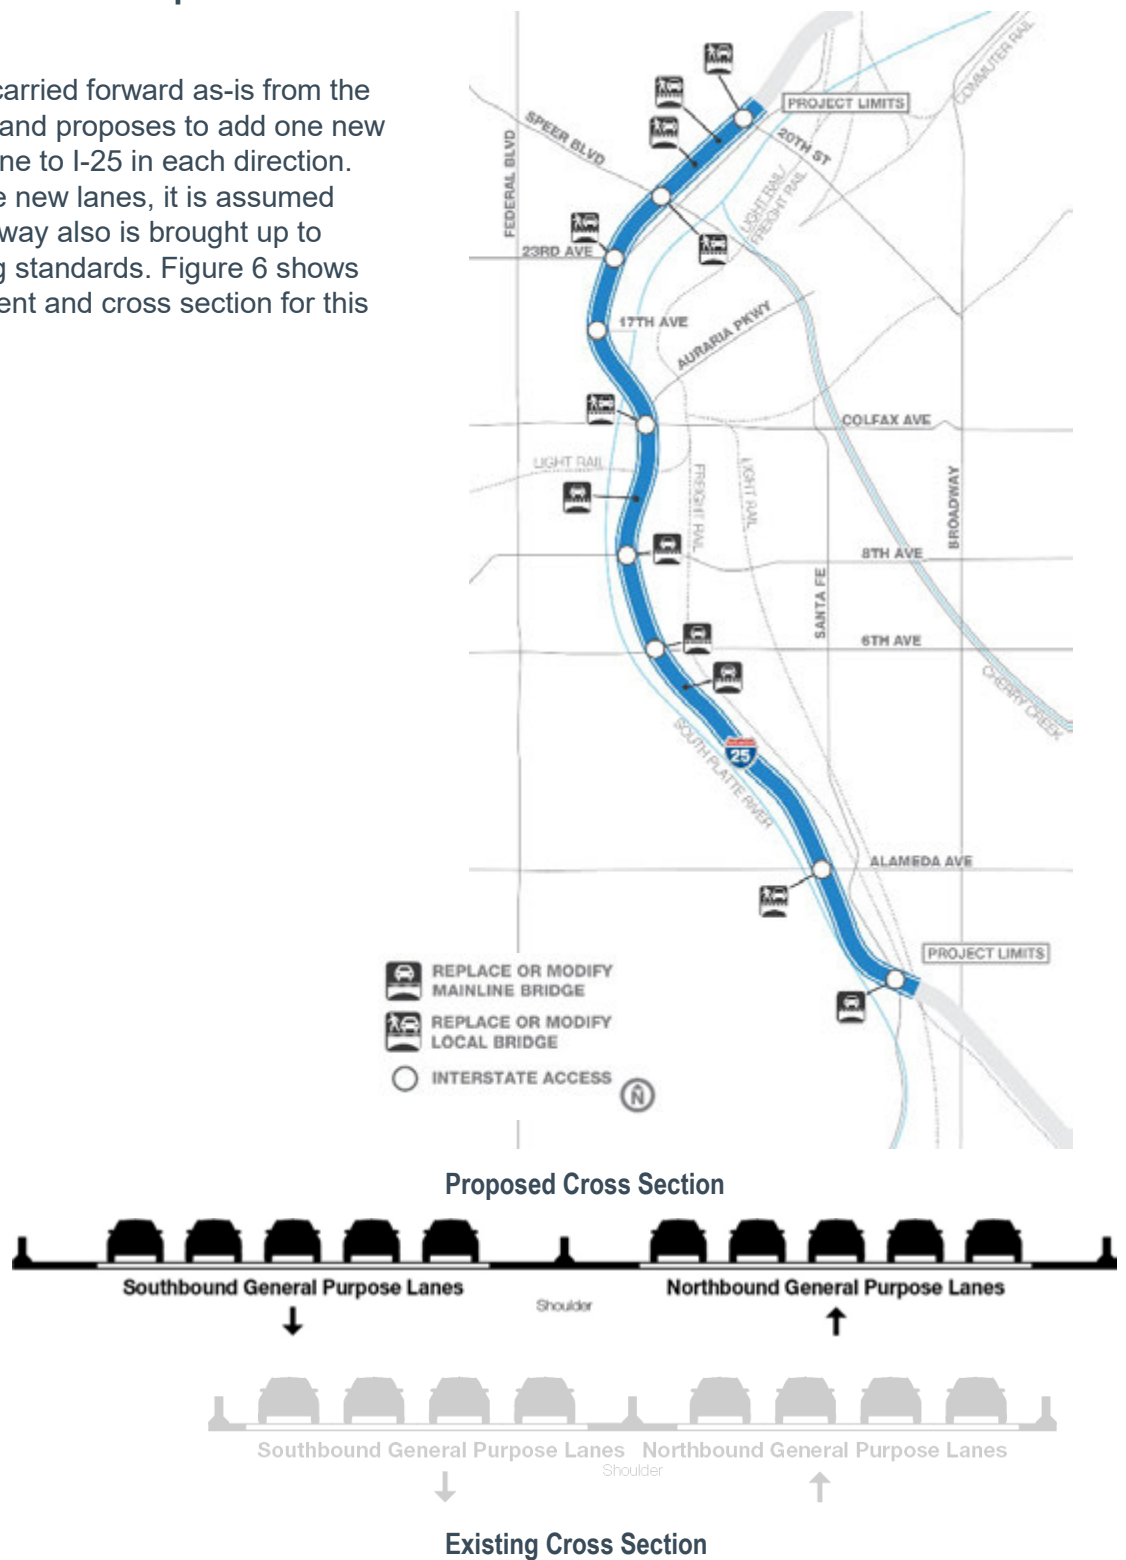 carried forward as-is from the
and proposes to add one new
ne to I-25 in each direction.
e new lanes, it is assumed
way also is brought up to
g standards. Figure 6 shows
ent and cross section for this
PROJECT LIMITS
COMMUTER RAIL
SPEER BLVD
20TH ST
FEDERAL BLVD
LIGHT RAIL/
FREIGHT RAIL
23RD AVE
17TH AVE
AURARIA PKWY
COLFAX AVE
LIGHT RAIL
FREIGHT RAIL
LIGHT RAIL
BROADWAY
8TH AVE
SANTA FE
6TH AVE
CHERRY CREEK
SOUTH PLATTE RIVER
25
ALAMEDA AVE
PROJECT LIMITS
REPLACE OR MODIFY
MAINLINE BRIDGE
REPLACE OR MODIFY
LOCAL BRIDGE
INTERSTATE ACCESS
N
Proposed Cross Section
Southbound General Purpose Lanes
Northbound General Purpose Lanes
Shoulder
Southbound General Purpose Lanes
Northbound General Purpose Lanes
Shoulder
Existing Cross Section